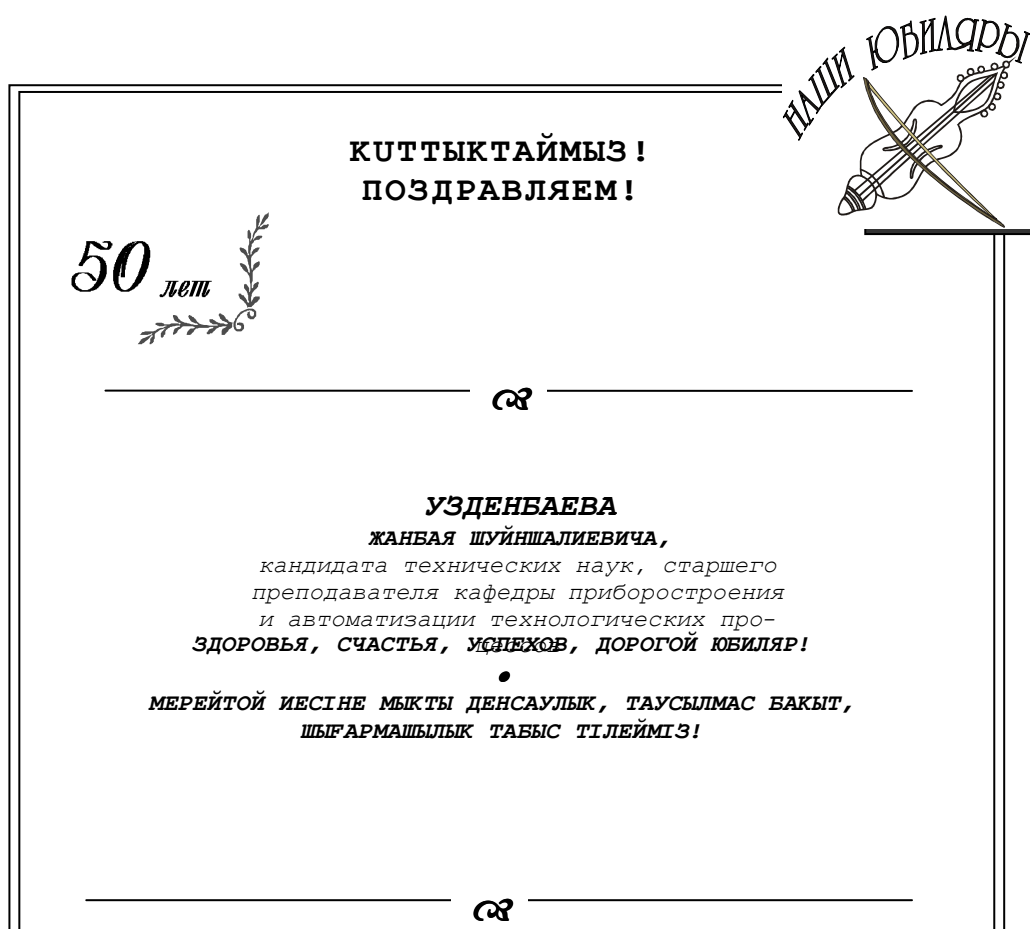 НАШИ ЮБИЛЯРЫ
КUТТЫКТАЙМЫЗ!
ПОЗДРАВЛЯЕМ!
50 лет
УЗДЕНБАЕВА
ЖАНБАЯ ШУЙНШАЛИЕВИЧА,
кандидата технических наук, старшего
преподавателя кафедры приборостроения
и автоматизации технологических про-
цессов
ЗДОРОВЬЯ, СЧАСТЬЯ, УСПЕХОВ, ДОРОГОЙ ЮБИЛЯР!
•
МЕРЕЙТОЙ ИЕСІНЕ МЫКТЫ ДЕНСАУЛЫК, ТАУСЫЛМАС БАКЫТ,
ШЫҒАРМАШЫЛЫК ТАБЫС ТІЛЕЙМІЗ!